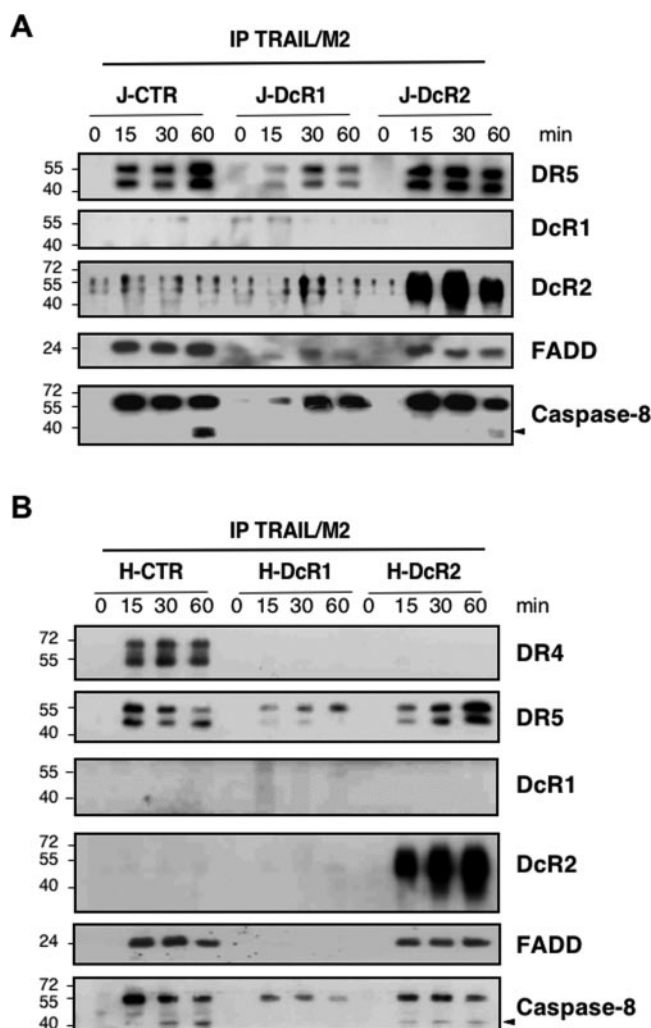 A
IP TRAIL/M2
J-CTR J-DcR1 J-DcR2
0 15 30 60 0 15 30 60 0 15 30 60 min
55
40
DR5
55
40
DcR1
72
55
40
DcR2
24
FADD
72
55
40
Caspase-8
B
IP TRAIL/M2
H-CTR H-DcR1 H-DcR2
0 15 30 60 0 15 30 60 0 15 30 60 min
72
55
DR4
55
40
DR5
55
40
DcR1
72
55
40
DcR2
24
FADD
72
55
40
Caspase-8